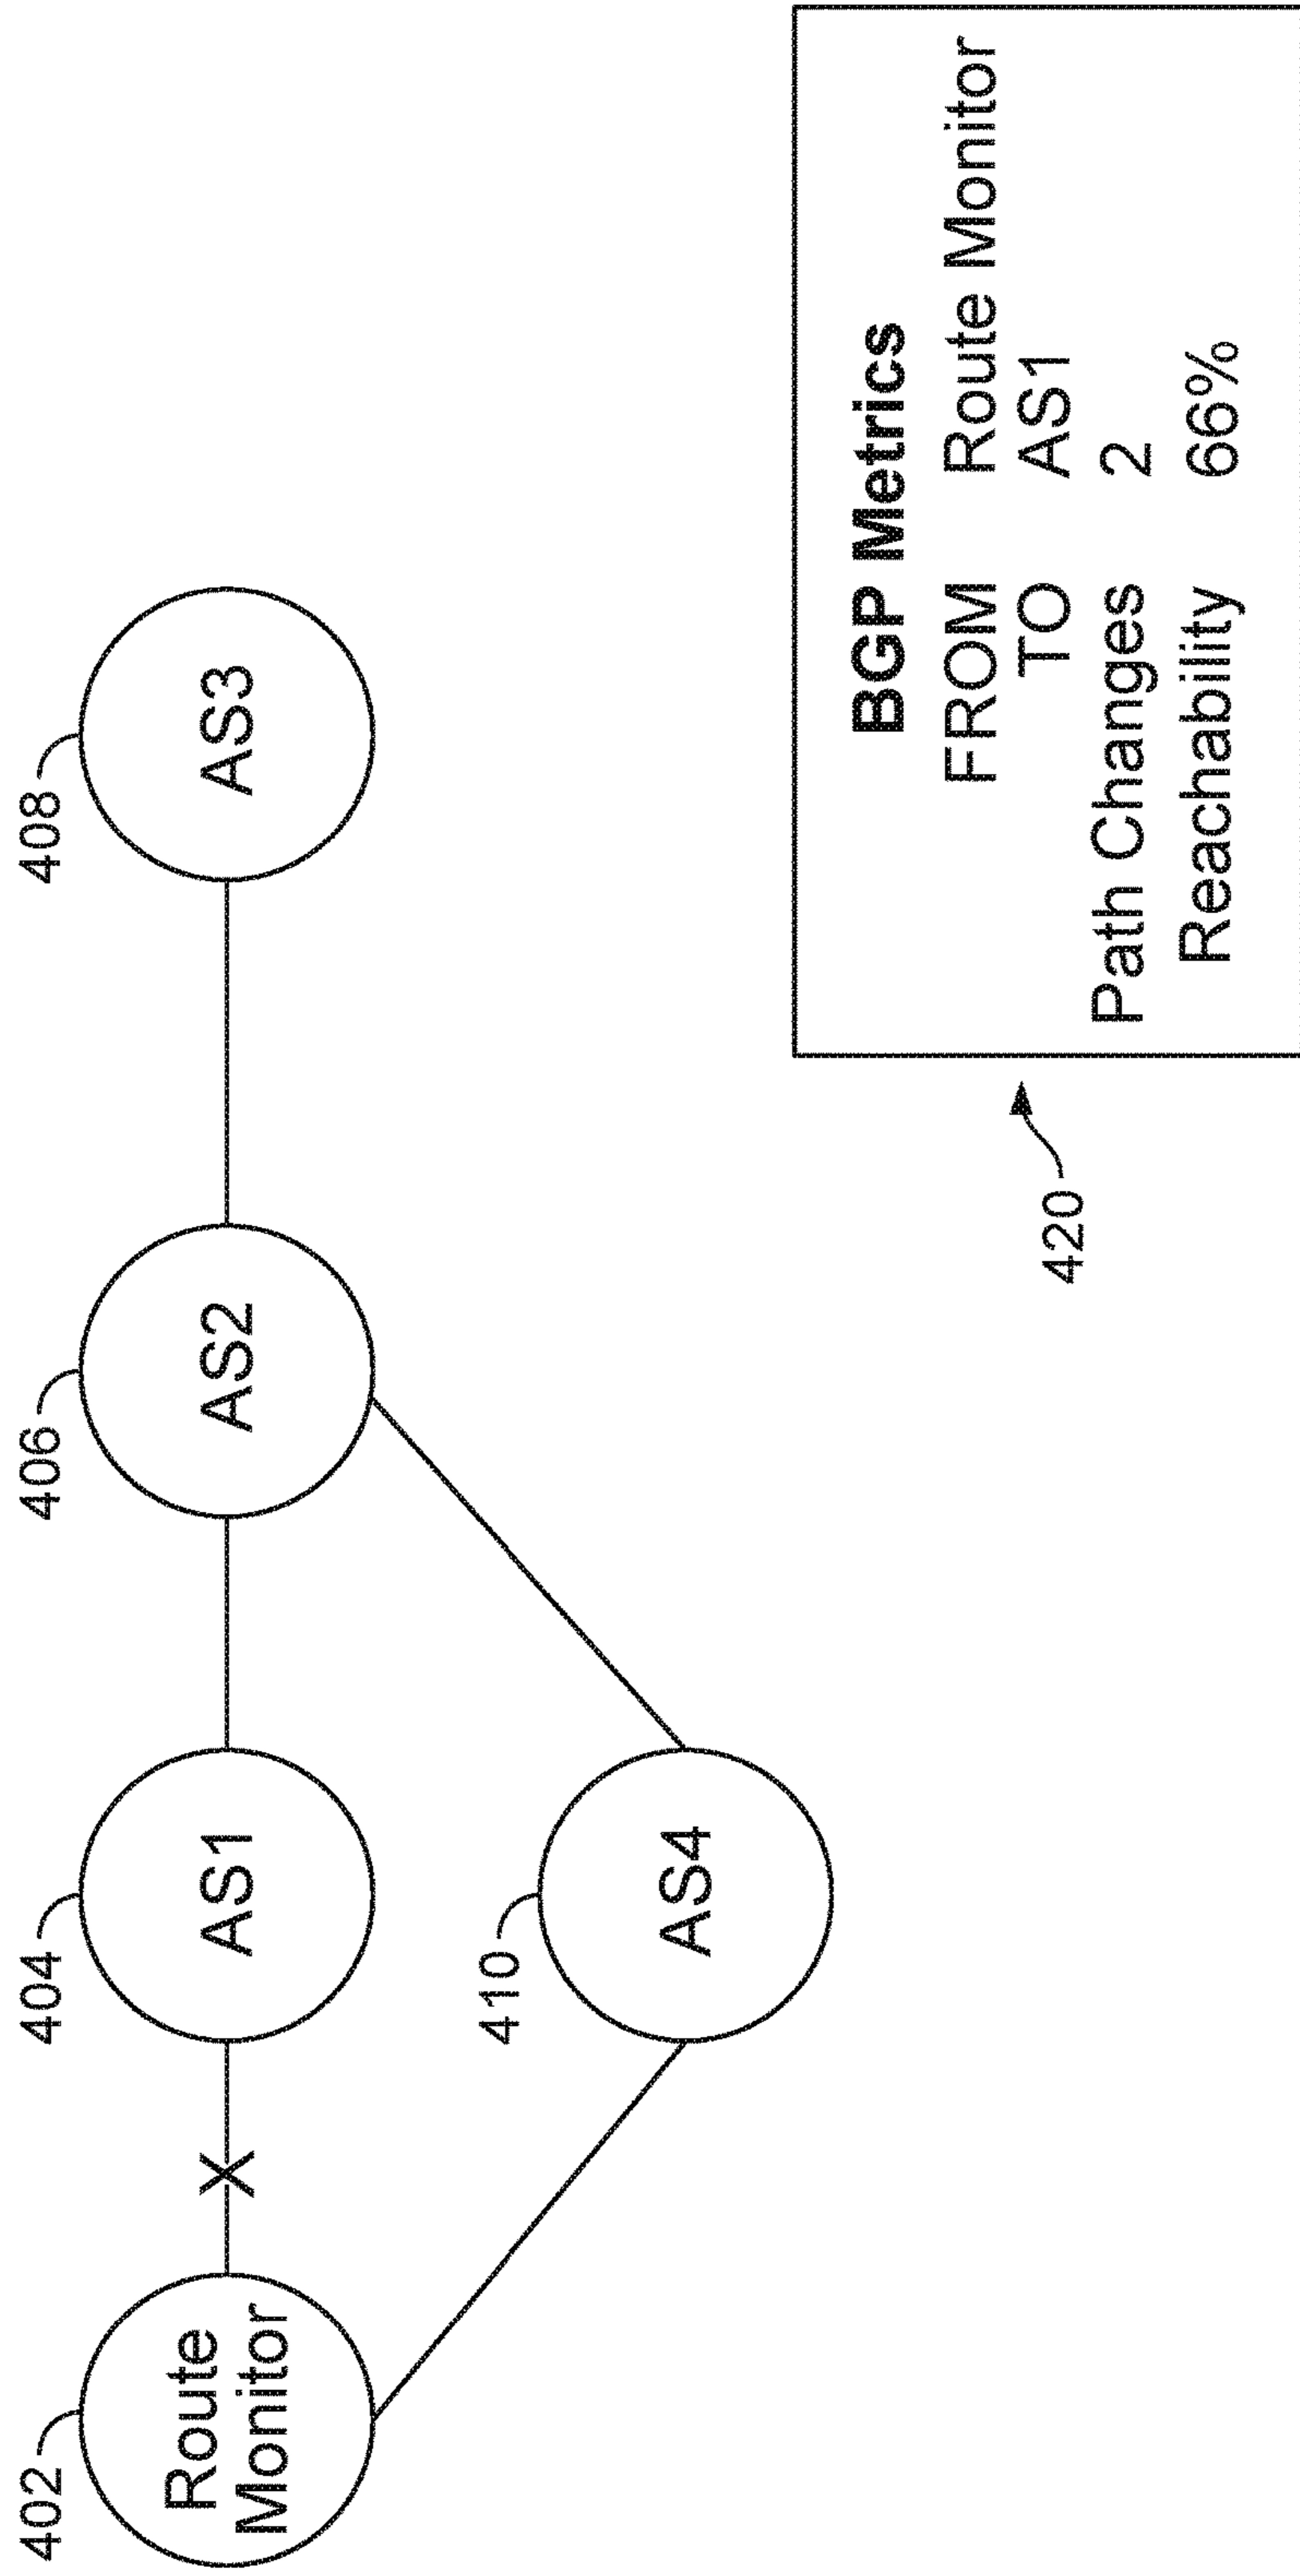 402
Route
Monitor
X
404
AS1
406
AS2
408
AS3
410
AS4
420
BGP Metrics
FROM Route Monitor
TO AS1
Path Changes 2
Reachability 66%